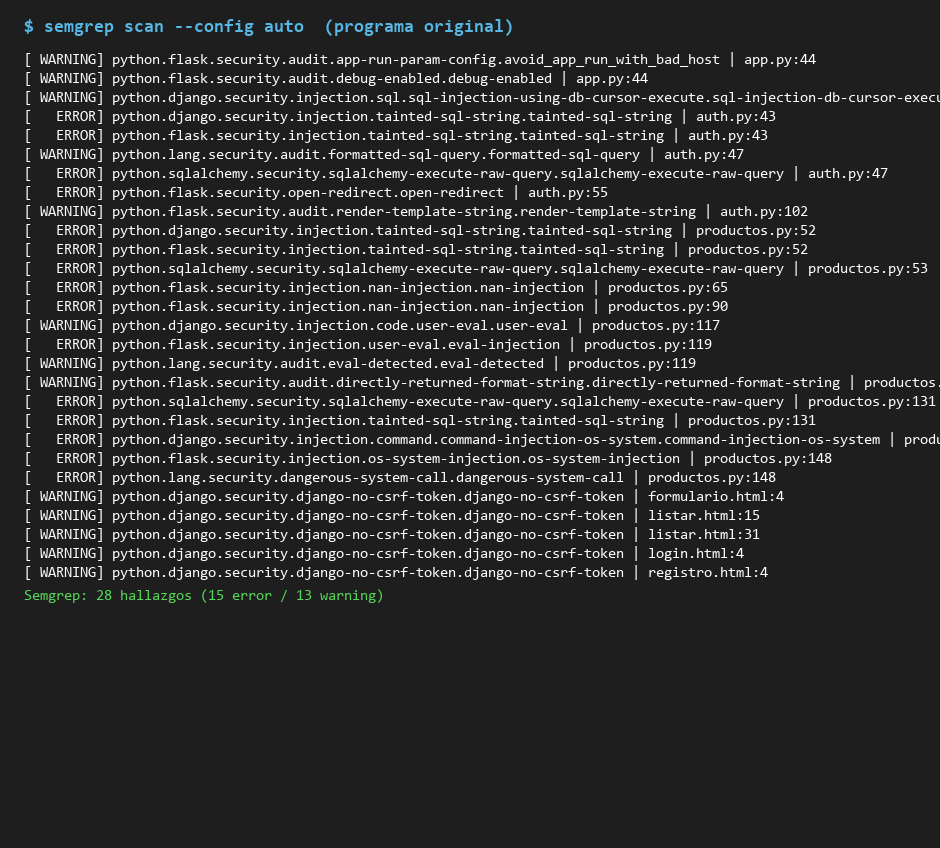 $ semgrep scan --config auto  (programa original)
[ WARNING] python.flask.security.audit.app-run-param-config.avoid_app_run_with_bad_host | app.py:44
[ WARNING] python.flask.security.audit.debug-enabled.debug-enabled | app.py:44
[ WARNING] python.django.security.injection.sql.sql-injection-using-db-cursor-execute.sql-injection-db-cursor-execu
[   ERROR] python.django.security.injection.tainted-sql-string.tainted-sql-string | auth.py:43
[   ERROR] python.flask.security.injection.tainted-sql-string.tainted-sql-string | auth.py:43
[ WARNING] python.lang.security.audit.formatted-sql-query.formatted-sql-query | auth.py:47
[   ERROR] python.sqlalchemy.security.sqlalchemy-execute-raw-query.sqlalchemy-execute-raw-query | auth.py:47
[   ERROR] python.flask.security.open-redirect.open-redirect | auth.py:55
[ WARNING] python.flask.security.audit.render-template-string.render-template-string | auth.py:102
[   ERROR] python.django.security.injection.tainted-sql-string.tainted-sql-string | productos.py:52
[   ERROR] python.flask.security.injection.tainted-sql-string.tainted-sql-string | productos.py:52
[   ERROR] python.sqlalchemy.security.sqlalchemy-execute-raw-query.sqlalchemy-execute-raw-query | productos.py:53
[   ERROR] python.flask.security.injection.nan-injection.nan-injection | productos.py:65
[   ERROR] python.flask.security.injection.nan-injection.nan-injection | productos.py:90
[ WARNING] python.django.security.injection.code.user-eval.user-eval | productos.py:117
[   ERROR] python.flask.security.injection.user-eval.eval-injection | productos.py:119
[ WARNING] python.lang.security.audit.eval-detected.eval-detected | productos.py:119
[ WARNING] python.flask.security.audit.directly-returned-format-string.directly-returned-format-string | productos.
[   ERROR] python.sqlalchemy.security.sqlalchemy-execute-raw-query.sqlalchemy-execute-raw-query | productos.py:131
[   ERROR] python.flask.security.injection.tainted-sql-string.tainted-sql-string | productos.py:131
[   ERROR] python.django.security.injection.command.command-injection-os-system.command-injection-os-system | produ
[   ERROR] python.flask.security.injection.os-system-injection.os-system-injection | productos.py:148
[   ERROR] python.lang.security.dangerous-system-call.dangerous-system-call | productos.py:148
[ WARNING] python.django.security.django-no-csrf-token.django-no-csrf-token | formulario.html:4
[ WARNING] python.django.security.django-no-csrf-token.django-no-csrf-token | listar.html:15
[ WARNING] python.django.security.django-no-csrf-token.django-no-csrf-token | listar.html:31
[ WARNING] python.django.security.django-no-csrf-token.django-no-csrf-token | login.html:4
[ WARNING] python.django.security.django-no-csrf-token.django-no-csrf-token | registro.html:4
Semgrep: 28 hallazgos (15 error / 13 warning)